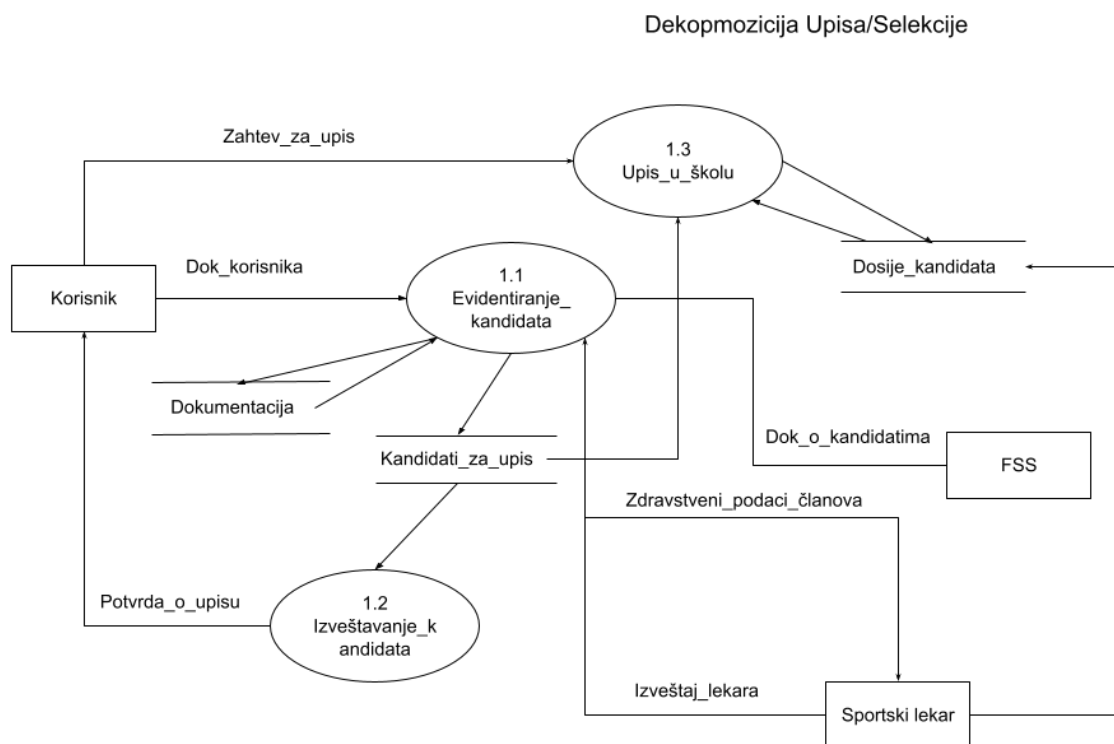 Dekopmozicija Upisa/Selekcije
Zahtev_za_upis
1.3
Upis_u_školu
Dok_korisnika
Dosije_kandidata
Korisnik
1.1
Evidentiranje_
kandidata
Dokumentacija
Dok_o_kandidatima
Kandidati_za_upis
FSS
Zdravstveni_podaci_članova
Potvrda_o_upisu
1.2
Izveštavanje_k
andidata
Izveštaj_lekara
Sportski lekar